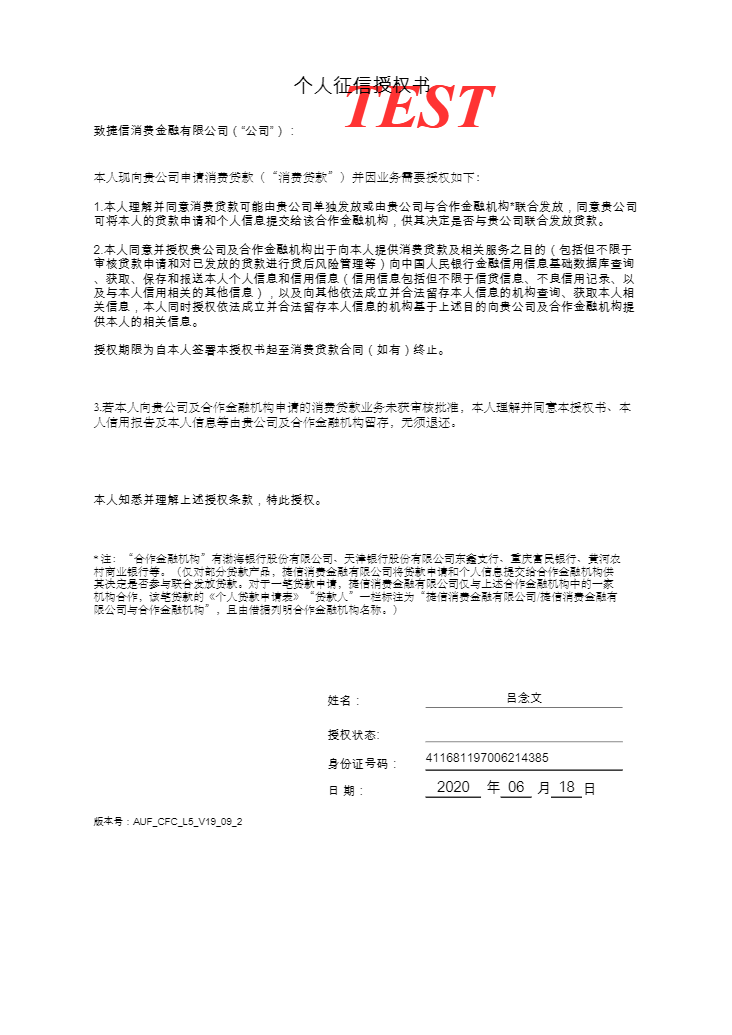 个人征信授权书
TEST
致捷信消费金融有限公司（“公司”）：
本人现向贵公司申请消费贷款（“消费贷款”）并因业务需要授权如下：
1.本人理解并同意消费贷款可能由贵公司单独发放或由贵公司与合作金融机构*联合发放，同意贵公司
可将本人的贷款申请和个人信息提交给该合作金融机构，供其决定是否与贵公司联合发放贷款。
2.本人同意并授权贵公司及合作金融机构出于向本人提供消费贷款及相关服务之目的（包括但不限于
审核贷款申请和对已发放的贷款进行贷后风险管理等）向中国人民银行金融信用信息基础数据库查询
、获取、保存和报送本人个人信息和信用信息（信用信息包括但不限于信贷信息、不良信用记录、以
及与本人信用相关的其他信息），以及向其他依法成立并合法留存本人信息的机构查询、获取本人相
关信息，本人同时授权依法成立并合法留存本人信息的机构基于上述目的向贵公司及合作金融机构提
供本人的相关信息。
授权期限为自本人签署本授权书起至消费贷款合同（如有）终止。
3.若本人向贵公司及合作金融机构申请的消费贷款业务未获审核批准，本人理解并同意本授权书、本
人信用报告及本人信息等由贵公司及合作金融机构留存，无须退还。
本人知悉并理解上述授权条款，特此授权。
*注：“合作金融机构”有渤海银行股份有限公司、天津银行股份有限公司东鑫支行、重庆富民银行、黄河农
村商业银行等。（仅对部分贷款产品，捷信消费金融有限公司将贷款申请和个人信息提交给合作金融机构供
其决定是否参与联合发放贷款。对于一笔贷款申请，捷信消费金融有限公司仅与上述合作金融机构中的一家
机构合作，该笔贷款的《个人贷款申请表》“贷款人”一栏标注为“捷信消费金融有限公司/捷信消费金融有
限公司与合作金融机构”，且由借据列明合作金融机构名称。）
姓名： 吕念文
授权状态:
身份证号码： 411681197006214385
日 期： 2020 年 06 月 18 日
版本号：AUF_CFC_L5_V19_09_2